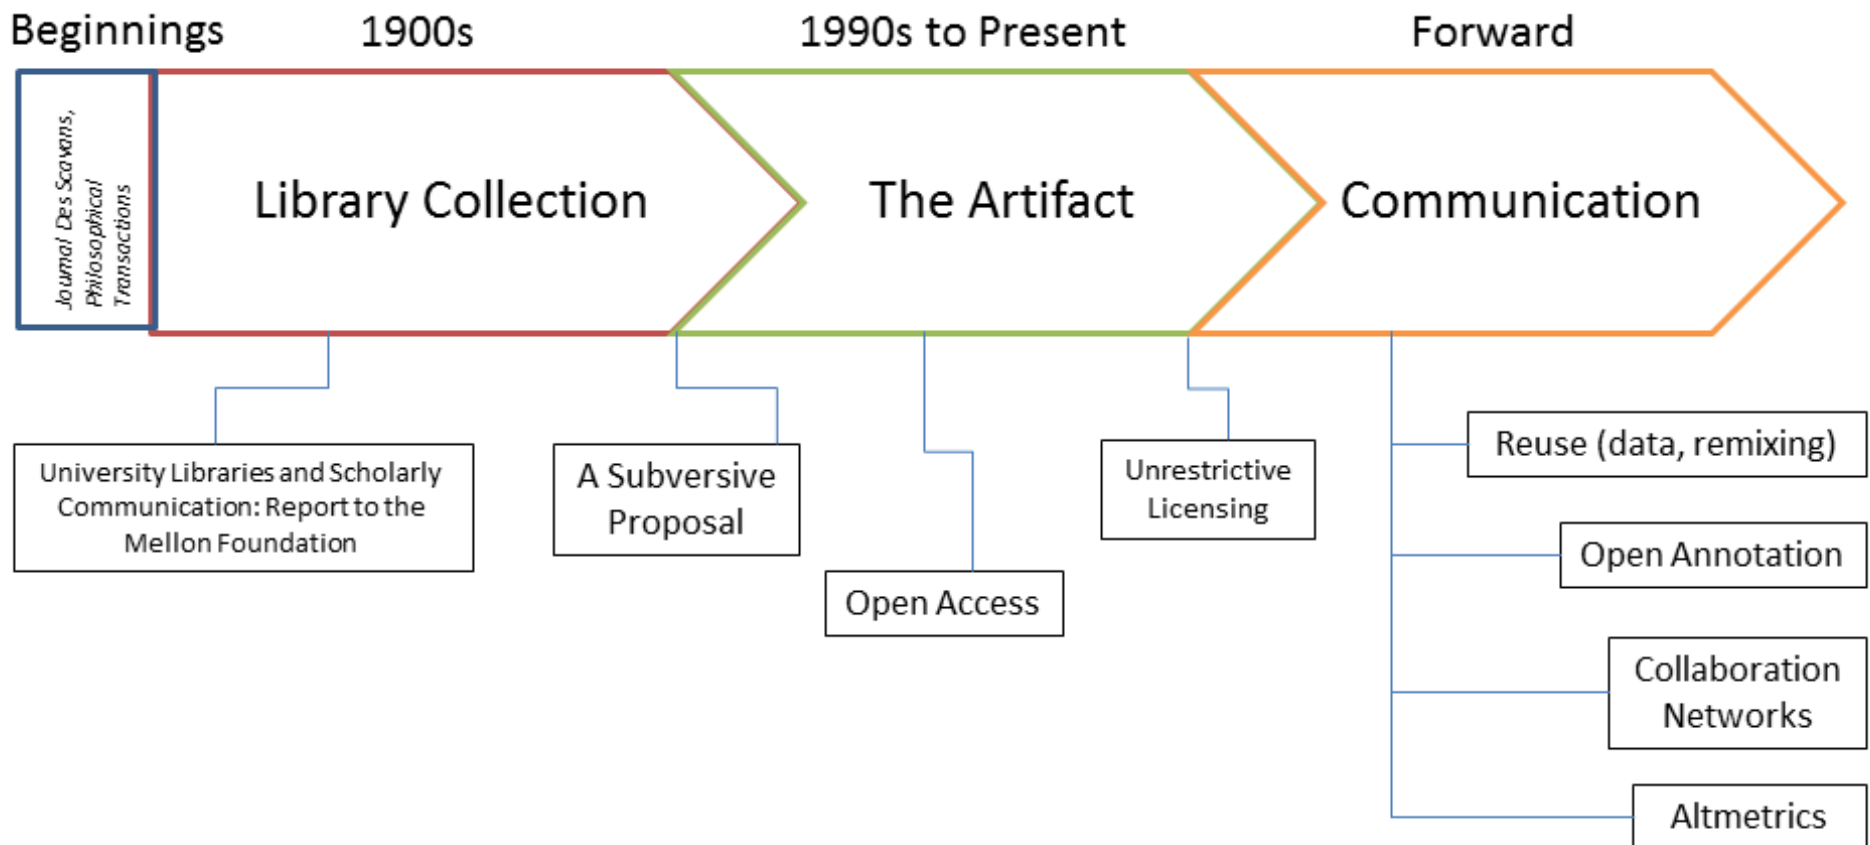 Beginnings
1900s
1990s to Present
Forward
Journal Des Scavans,
Philosophical
Transactions
Library Collection
The Artifact
Communication
University Libraries and Scholarly
Communication: Report to the
Mellon Foundation
A Subversive
Proposal
Open Access
Unrestrictive
Licensing
Reuse (data, remixing)
Open Annotation
Collaboration
Networks
Altmetrics